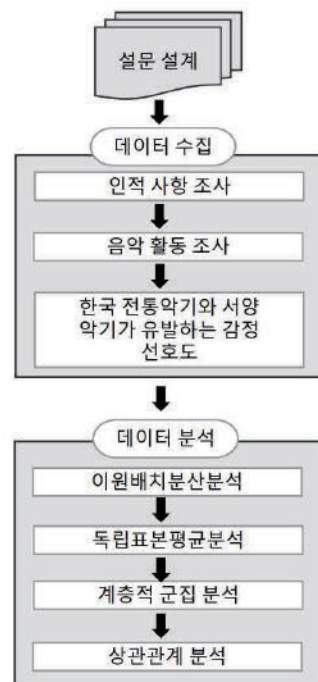 설문 설계
데이터 수집
인적 사항 조사
음악 활동 조사
한국 전통악기와 서양
악기가 유발하는 감정
선호도
데이터 분석
이원배치분산분석
독립표본평균분석
계층적 군집 분석
상관관계 분석